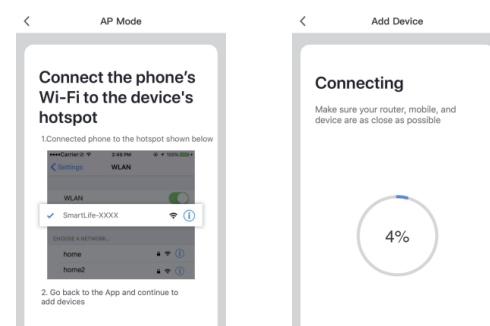 AP Mode
Connect the phone's
Wi-Fi to the device's
hotspot
1.Connected phone to the hotspot shown below
Carrier
3:48 PM
100%
Settings
WLAN
WLAN
SmartLife-XXXX
CHOOSE A NETWORK...
home
home2
2. Go back to the App and continue to
add devices
Add Device
Connecting
Make sure your router, mobile, and
device are as close as possible
4%